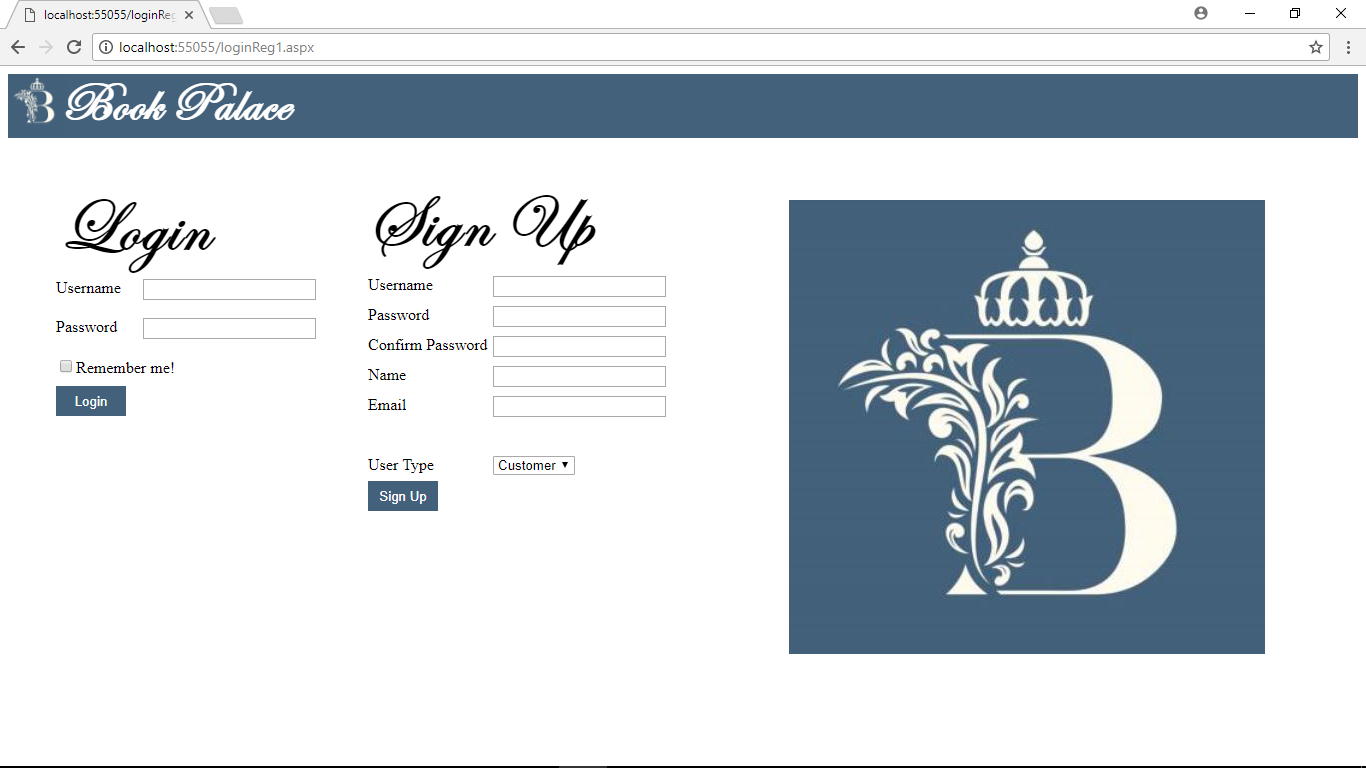 localhost:55055/loginReg
localhost:55055/loginReg1.aspx
B Book Palace
Login
Username
Password
Remember me!
Login
Sign Up
Username
Password
Confirm Password
Name
Email
User Type Customer
Sign Up
B